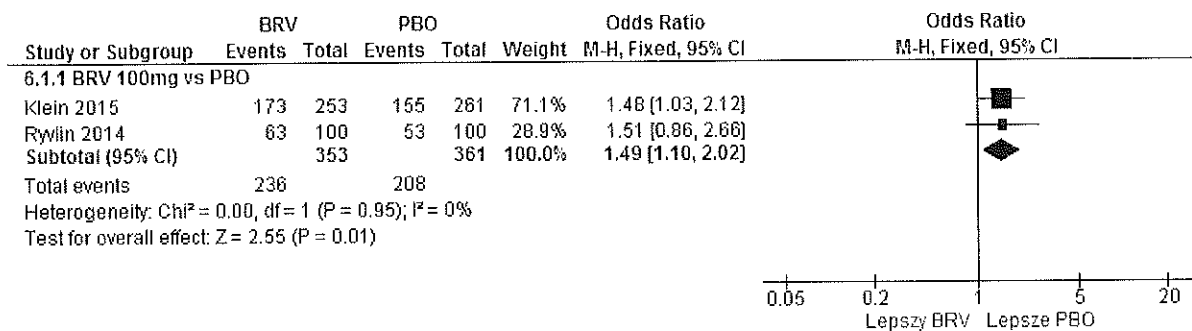 BRV PBO Odds Ratio Odds Ratio
Study or Subgroup Events Total Events Total Weight M-H, Fixed, 95% CI M-H, Fixed, 95% CI
6.1.1 BRV 100mg vs PBO
Klein 2015 173 253 155 261 71.1% 1.48 [1.03, 2.12]
Ryvlin 2014 63 100 53 100 28.9% 1.51 [0.86, 2.66]
Subtotal (95% CI) 353 361 100.0% 1.49 [1.10, 2.02]
Total events 236 208
Heterogeneity: Chi² = 0.00, df = 1 (P = 0.95); I² = 0%
Test for overall effect: Z = 2.55 (P = 0.01)
0.05 0.2 1 5 20
Lepszy BRV Lepsze PBO